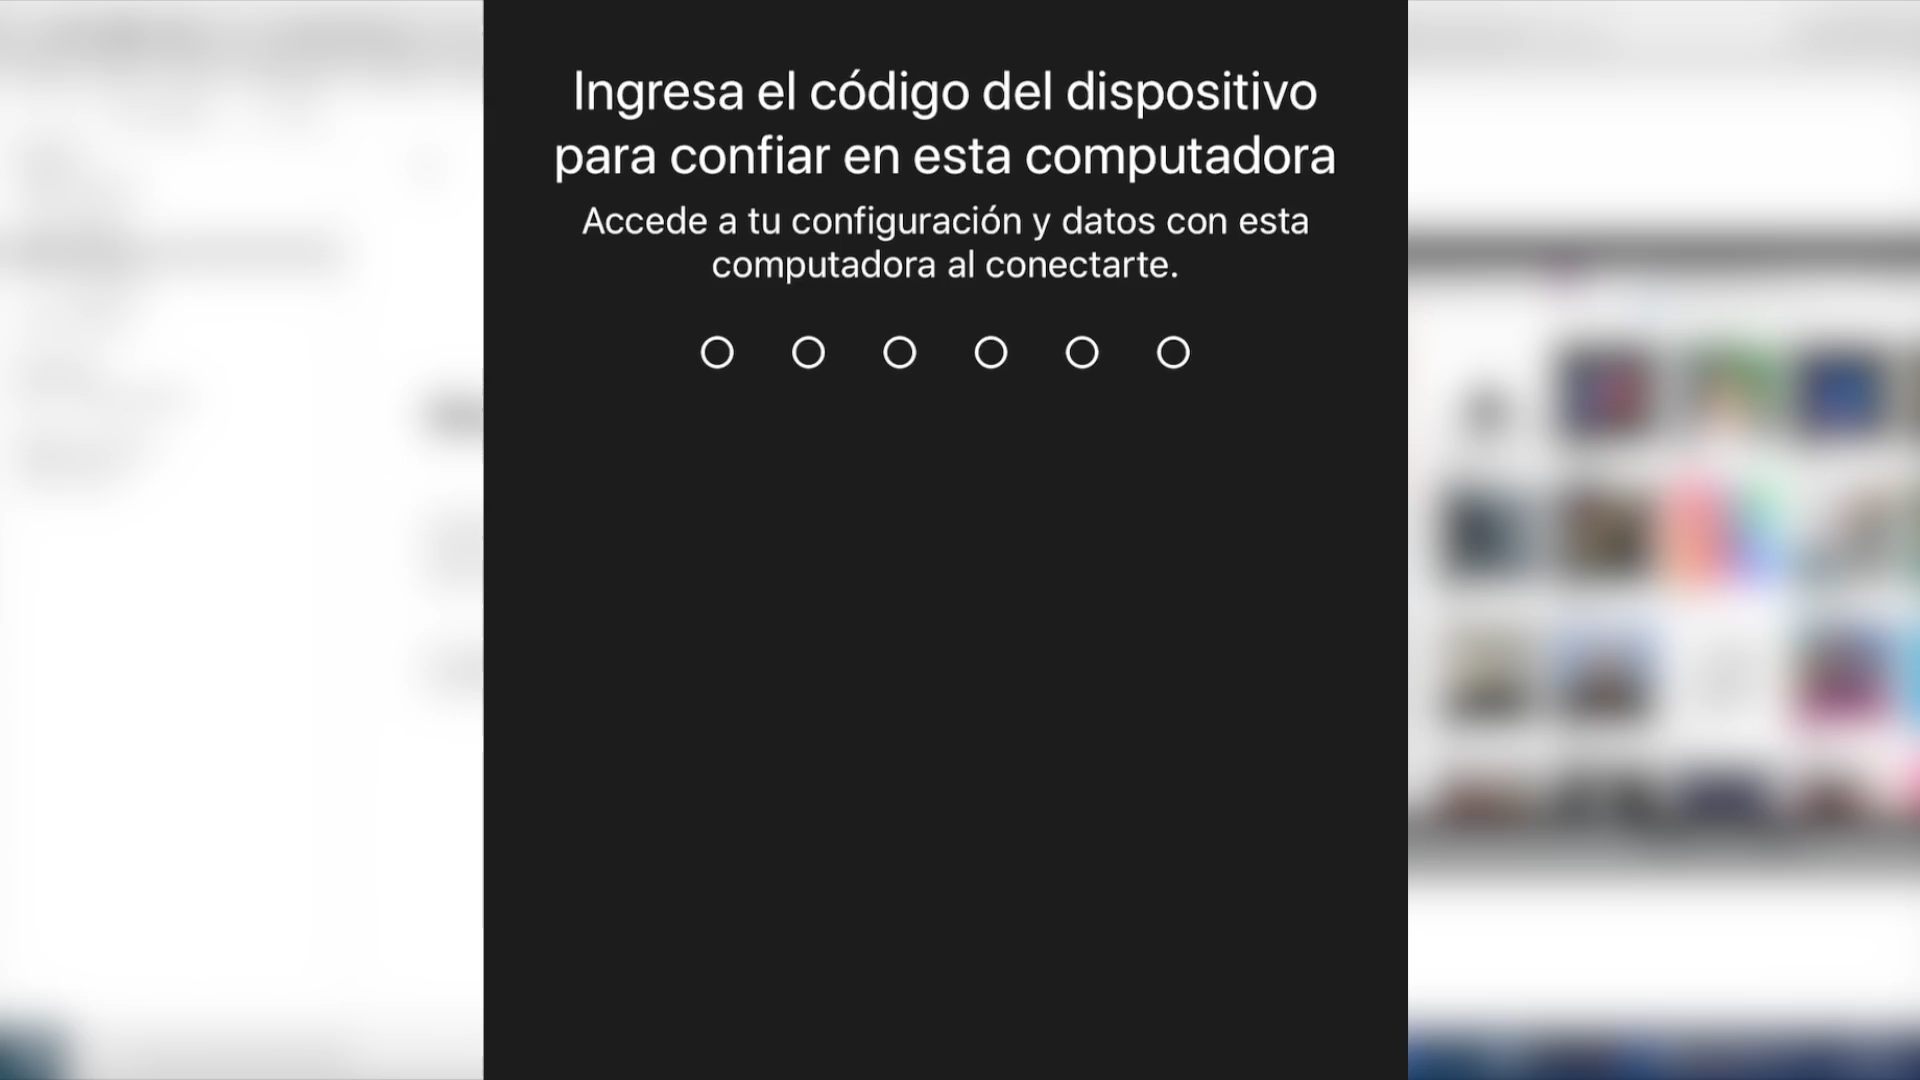 Ingresa el código del dispositivo
para confiar en esta computadora
Accede a tu configuración y datos con esta
computadora al conectarte.